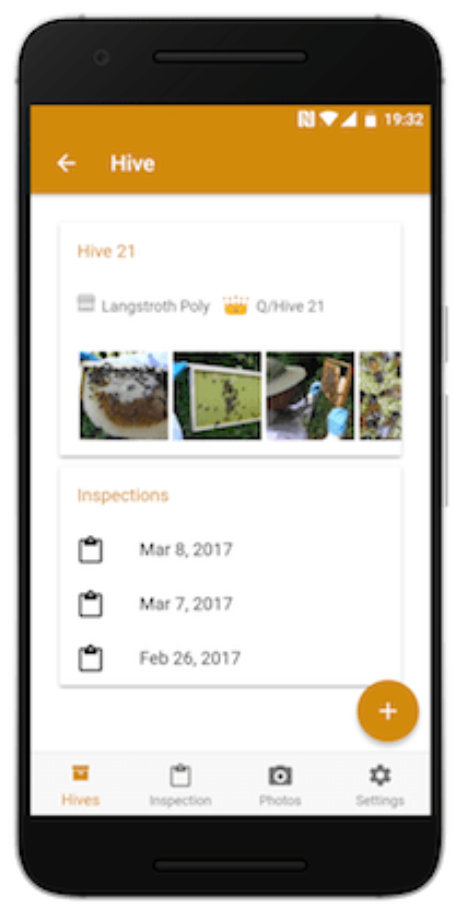 19:32
Hive
Hive 21
Langstroth Poly Q/Hive 21
Inspections
Mar 8, 2017
Mar 7, 2017
Feb 26, 2017
Hives Inspection Photos Settings